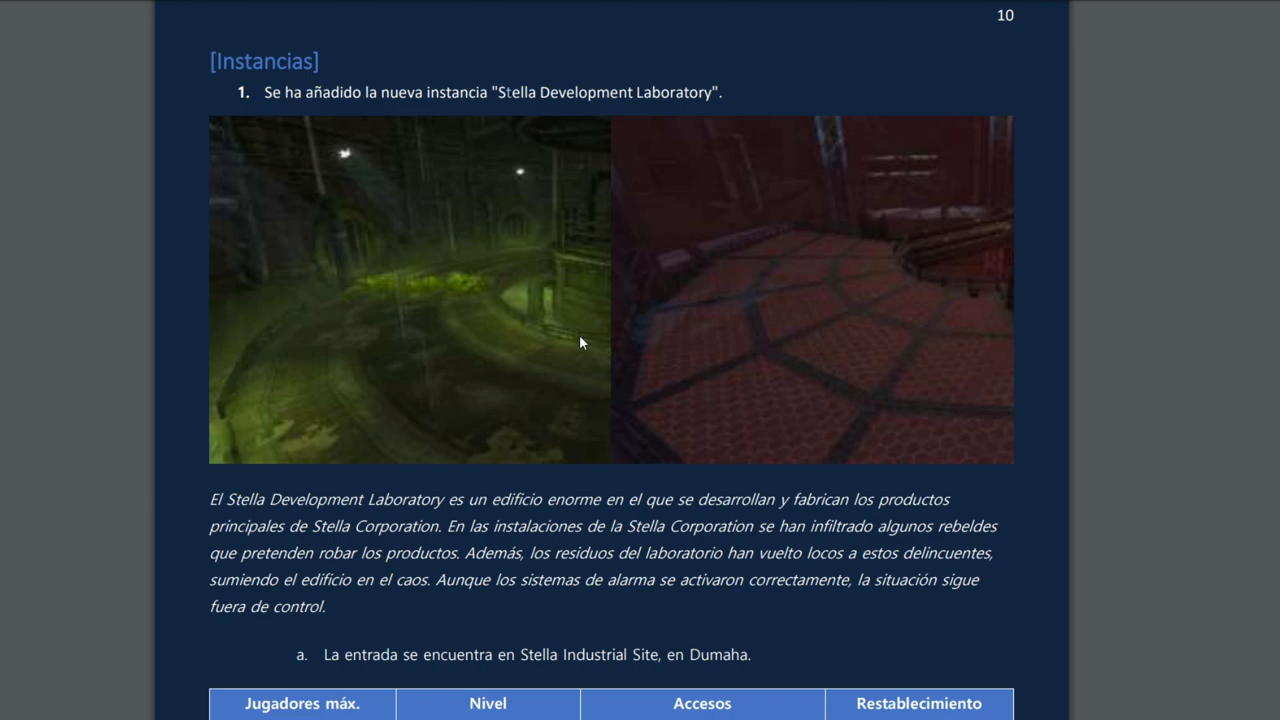 10
[Instancias]
1. Se ha añadido la nueva instancia "Stella Development Laboratory".
El Stella Development Laboratory es un edificio enorme en el que se desarrollan y fabrican los productos
principales de Stella Corporation. En las instalaciones de la Stella Corporation se han infiltrado algunos rebeldes
que pretenden robar los productos. Además, los residuos del laboratorio han vuelto locos a estos delincuentes,
sumiendo el edificio en el caos. Aunque los sistemas de alarma se activaron correctamente, la situación sigue
fuera de control.
a. La entrada se encuentra en Stella Industrial Site, en Dumaha.
Jugadores máx. Nivel Accesos Restablecimiento